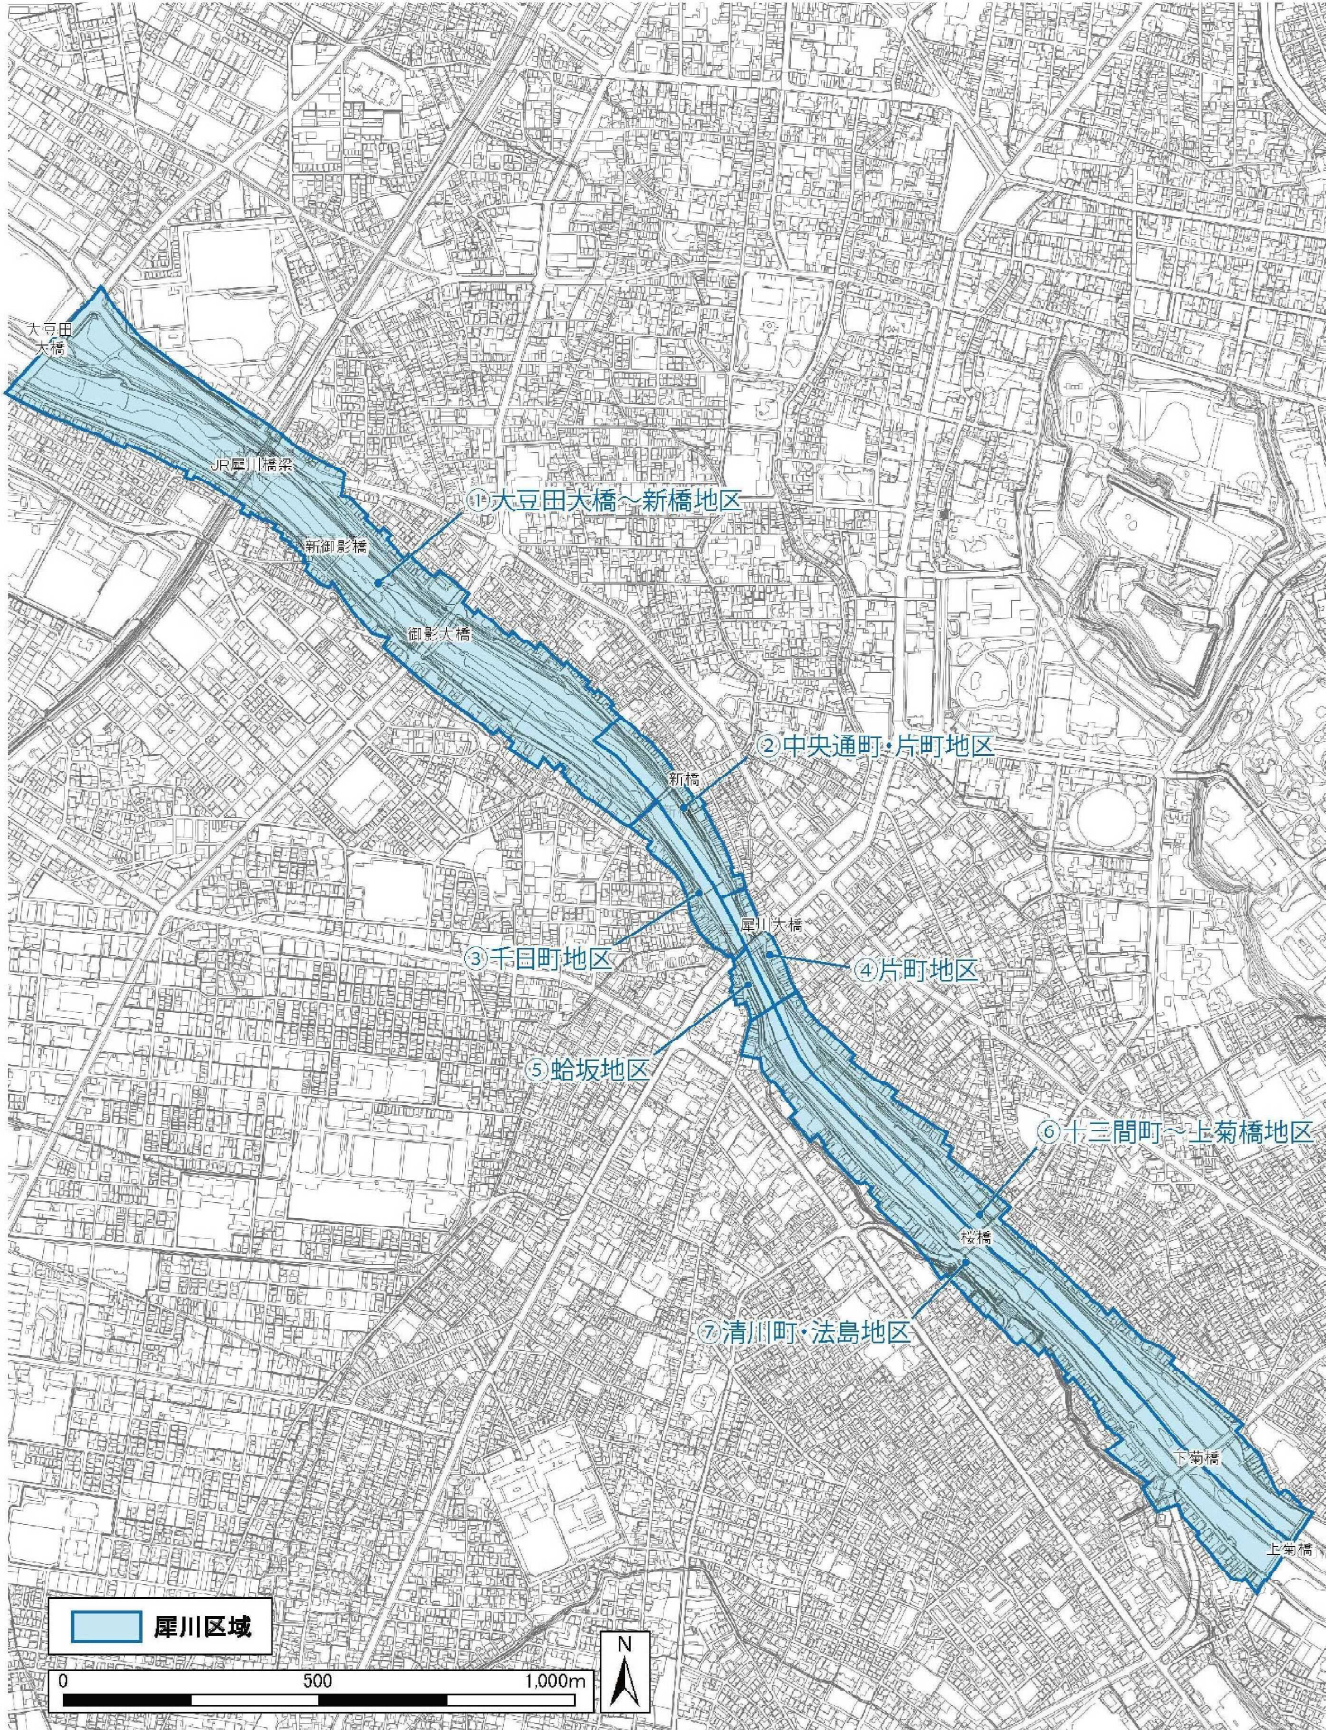 大豆田
大橋
JR犀川橋梁
①大豆田大橋～新橋地区
新御影橋
御影大橋
②中央通町・片町地区
新橋
犀川大橋
③千日町地区
④片町地区
⑤蛤坂地区
⑥十三間町～上菊橋地区
桜橋
⑦清川町・法島地区
下菊橋
上菊橋
犀川区域
N
0 500 1,000m